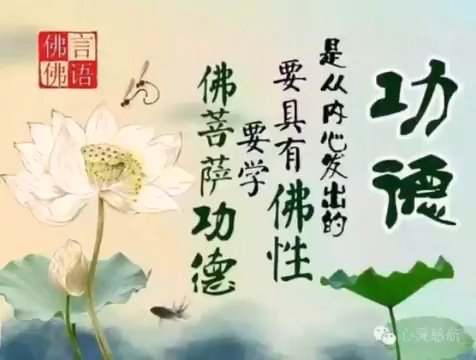 功德
是从内心发出的
要具有佛性
要学
佛菩萨功德
佛言
佛语